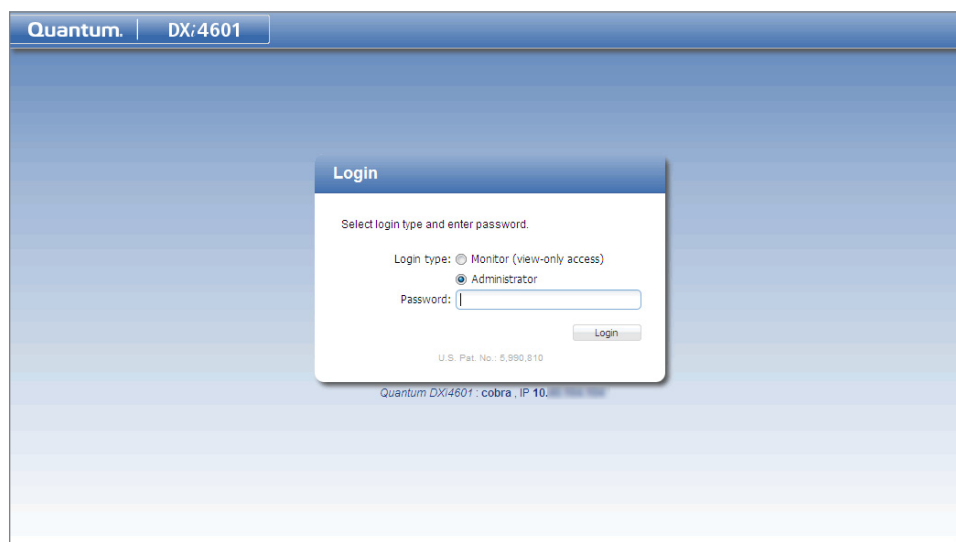 Quantum. DXi4601
Login
Select login type and enter password.
Login type: Monitor (view-only access)
Administrator
Password:
Login
U.S. Pat. No.: 5,990,810
Quantum DXi4601 : cobra , IP 10.